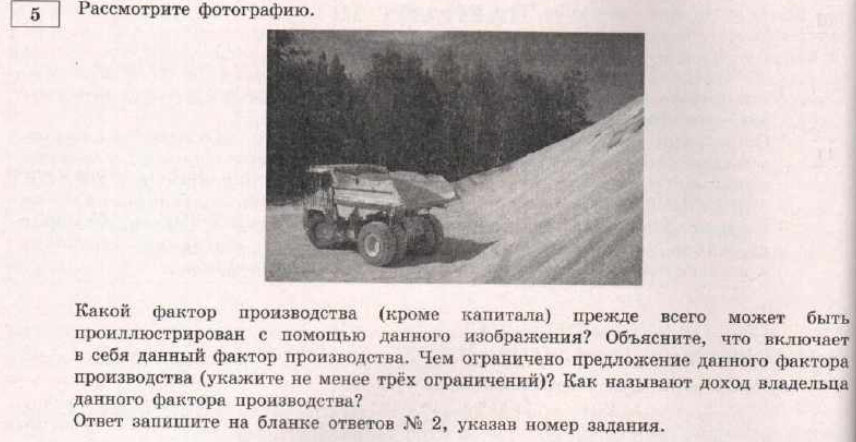 5 Рассмотрите фотографию.
Какой фактор производства (кроме капитала) прежде всего может быть
проиллюстрирован с помощью данного изображения? Объясните, что включает
в себя данный фактор производства. Чем ограничено предложение данного фактора
производства (укажите не менее трёх ограничений)? Как называют доход владельца
данного фактора производства?
Ответ запишите на бланке ответов № 2, указав номер задания.